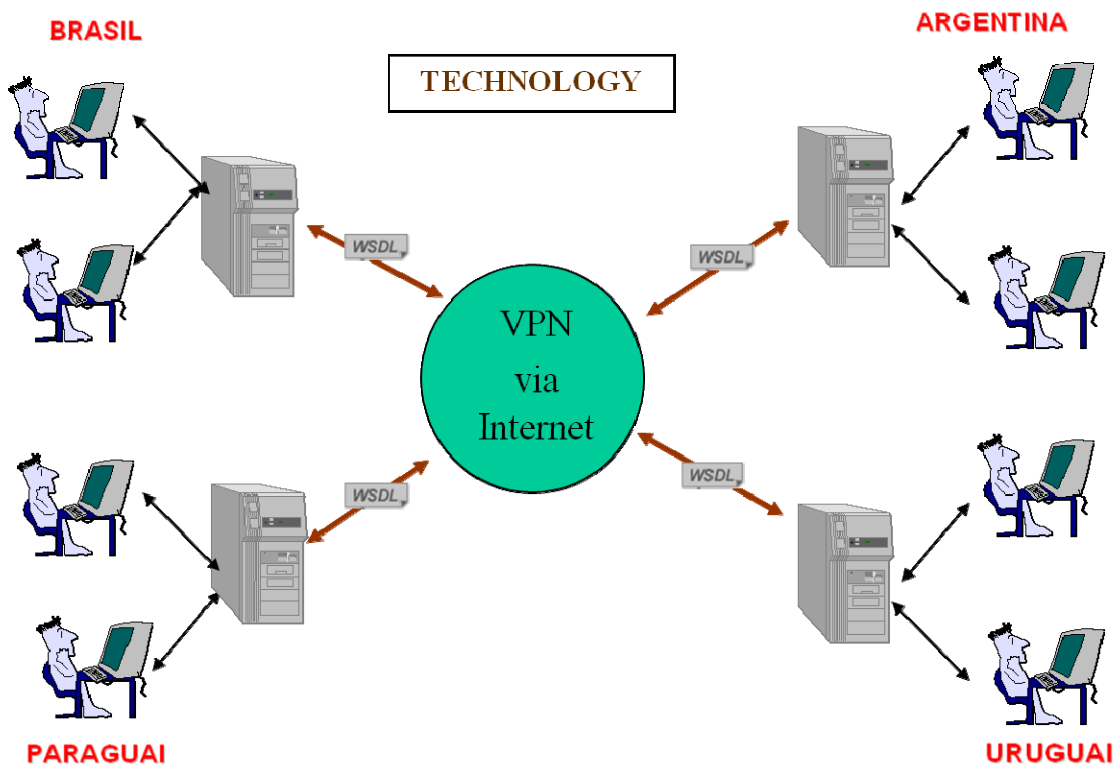 BRASIL
ARGENTINA
TECHNOLOGY
WSDL
WSDL
VPN
via
Internet
WSDL
WSDL
PARAGUAI
URUGUAI